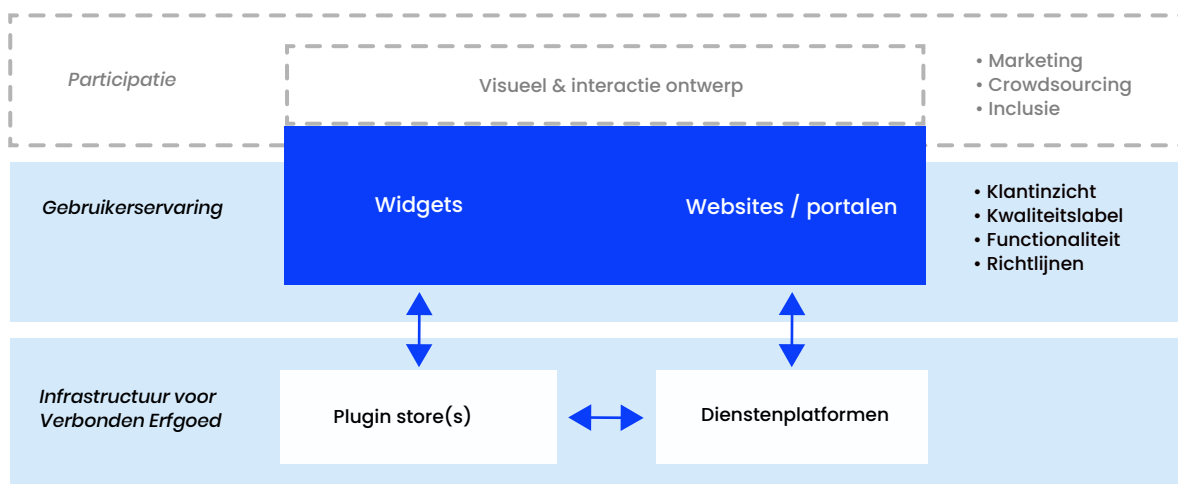 Participatie
Visueel & interactie ontwerp
• Marketing
• Crowdsourcing
• Inclusie
Gebruikerservaring
Widgets
Websites / portalen
• Klantinzicht
• Kwaliteitslabel
• Functionaliteit
• Richtlijnen
Infrastructuur voor
Verbonden Erfgoed
Plugin store(s)
Dienstenplatformen